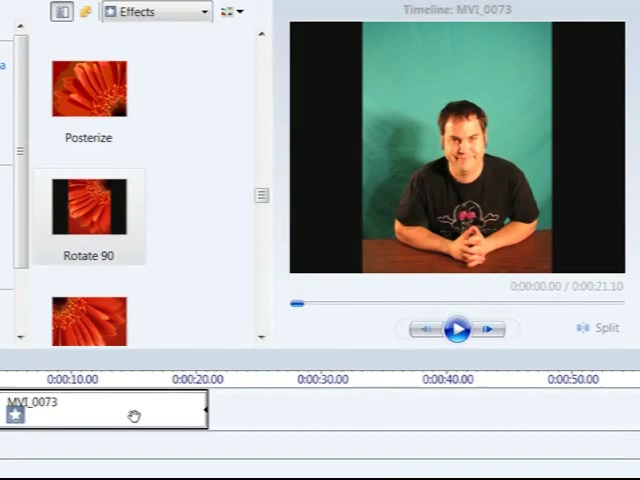 Effects
Timeline: MVI_0073
Posterize
Rotate 90
0:00:00.00 / 0:00:21.10
Split
0:00:10.00 0:00:20.00 0:00:30.00 0:00:40.00 0:00:50.00
MVI_0073